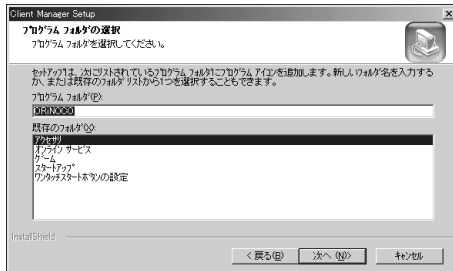 Client Manager Setup
プログラム フォルダの選択
プログラム フォルダを選択してください。
セットアップは、次にリストされているプログラム フォルダにプログラム アイコンを追加します。新しいフォルダ名を入力する
か、または既存のフォルダ リストから1つを選択することもできます。
プログラム フォルダ(P):
ORiNOCO
既存のフォルダ(X):
アクセサリ
オンライン サービス
ゲーム
スタートアップ
ワンタッチスタートボタンの設定
InstallShield
< 戻る(B)
次へ (N)>
キャンセル